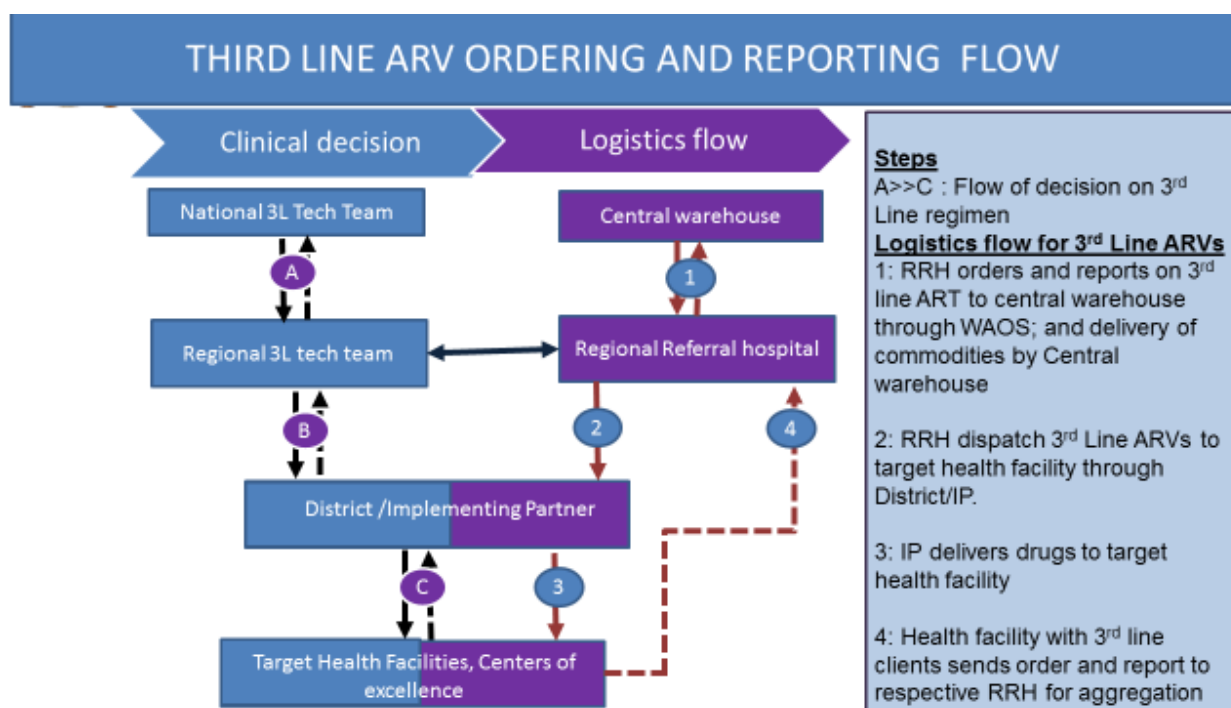 THIRD LINE ARV ORDERING AND REPORTING FLOW
Clinical decision
Logistics flow
National 3L Tech Team
Central warehouse
A
1
Regional 3L tech team
Regional Referral hospital
B
2
4
District /Implementing Partner
C
3
Target Health Facilities, Centers of
excellence
Steps
A>>C : Flow of decision on 3rd
Line regimen
Logistics flow for 3rd Line ARVs
1: RRH orders and reports on 3rd
line ART to central warehouse
through WAOS; and delivery of
commodities by Central
warehouse
2: RRH dispatch 3rd Line ARVs to
target health facility through
District/IP.
3: IP delivers drugs to target
health facility
4: Health facility with 3rd line
clients sends order and report to
respective RRH for aggregation